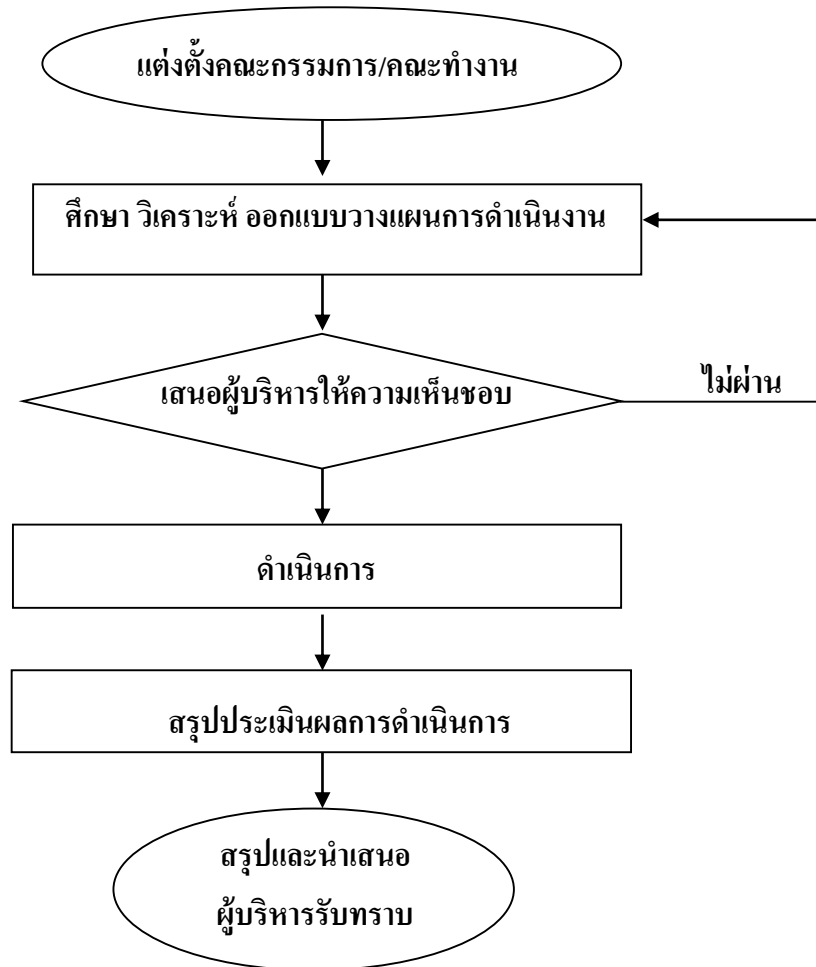 แต่งตั้งคณะกรรมการ/คณะทำงาน
ศึกษา วิเคราะห์ ออกแบบวางแผนการดำเนินงาน
เสนอผู้บริหารให้ความเห็นชอบ
ไม่ผ่าน
ดำเนินการ
สรุปประเมินผลการดำเนินการ
สรุปและนำเสนอ
ผู้บริหารรับทราบ